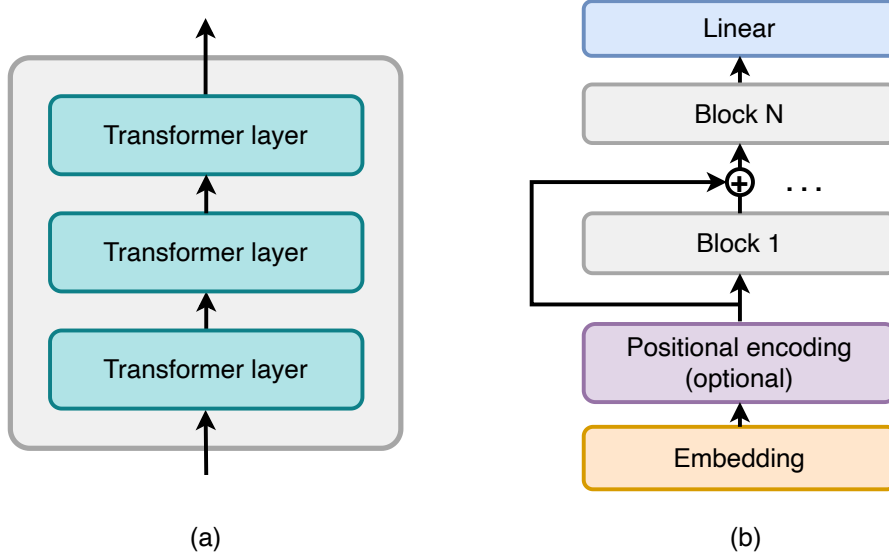 Transformer layer
Transformer layer
Transformer layer
(a)
Linear
Block N
...
Block 1
Positional encoding
(optional)
Embedding
(b)